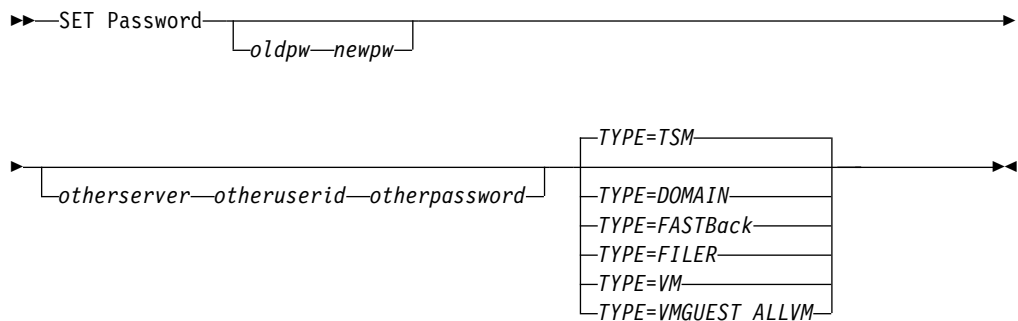 SET Password
oldpw newpw
TYPE=TSM
otherserver otheruserid otherpassword
TYPE=DOMAIN
TYPE=FASTBack
TYPE=FILER
TYPE=VM
TYPE=VMGUEST ALLVM